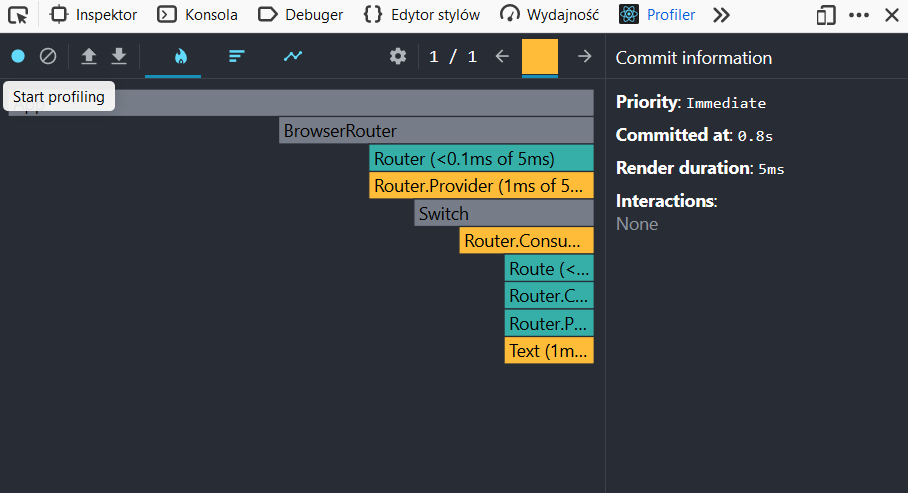 Inspektor Konsola Debuger Edytor stylów Wydajność Profiler
1 / 1 Commit information
Start profiling
BrowserRouter
Router (<0.1ms of 5ms)
Router.Provider (1ms of 5...
Switch
Router.Consu...
Route (<...
Router.C...
Router.P...
Text (1m...
Priority: Immediate
Committed at: 0.8s
Render duration: 5ms
Interactions:
None